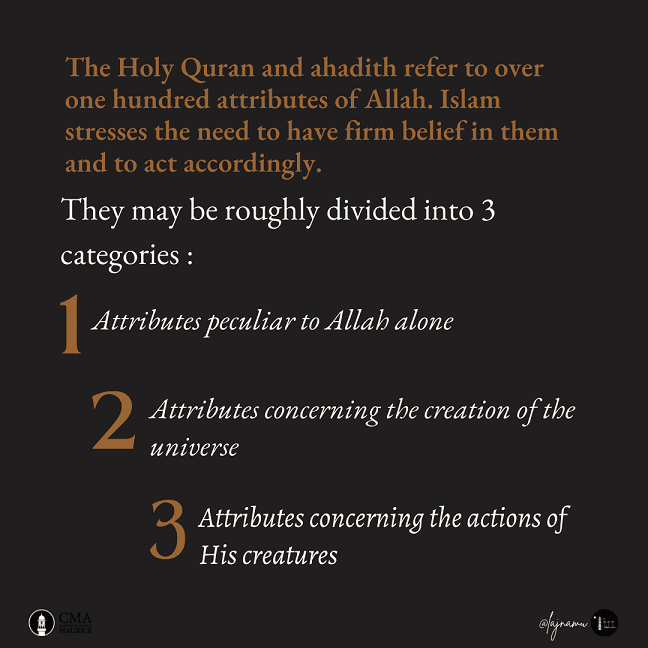 The Holy Quran and ahadith refer to over
one hundred attributes of Allah. Islam
stresses the need to have firm belief in them
and to act accordingly.
They may be roughly divided into 3
categories :
1 Attributes peculiar to Allah alone
2 Attributes concerning the creation of the
universe
3 Attributes concerning the actions of
His creatures
CMA
MAURICE
@lajnamu